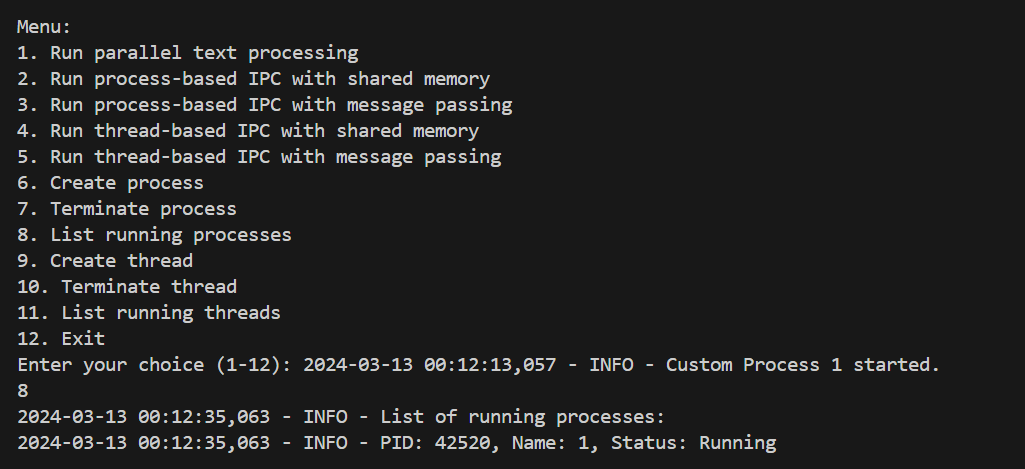 Menu:
1. Run parallel text processing
2. Run process-based IPC with shared memory
3. Run process-based IPC with message passing
4. Run thread-based IPC with shared memory
5. Run thread-based IPC with message passing
6. Create process
7. Terminate process
8. List running processes
9. Create thread
10. Terminate thread
11. List running threads
12. Exit
Enter your choice (1-12): 2024-03-13 00:12:13,057 - INFO - Custom Process 1 started.
8
2024-03-13 00:12:35,063 - INFO - List of running processes:
2024-03-13 00:12:35,063 - INFO - PID: 42520, Name: 1, Status: Running